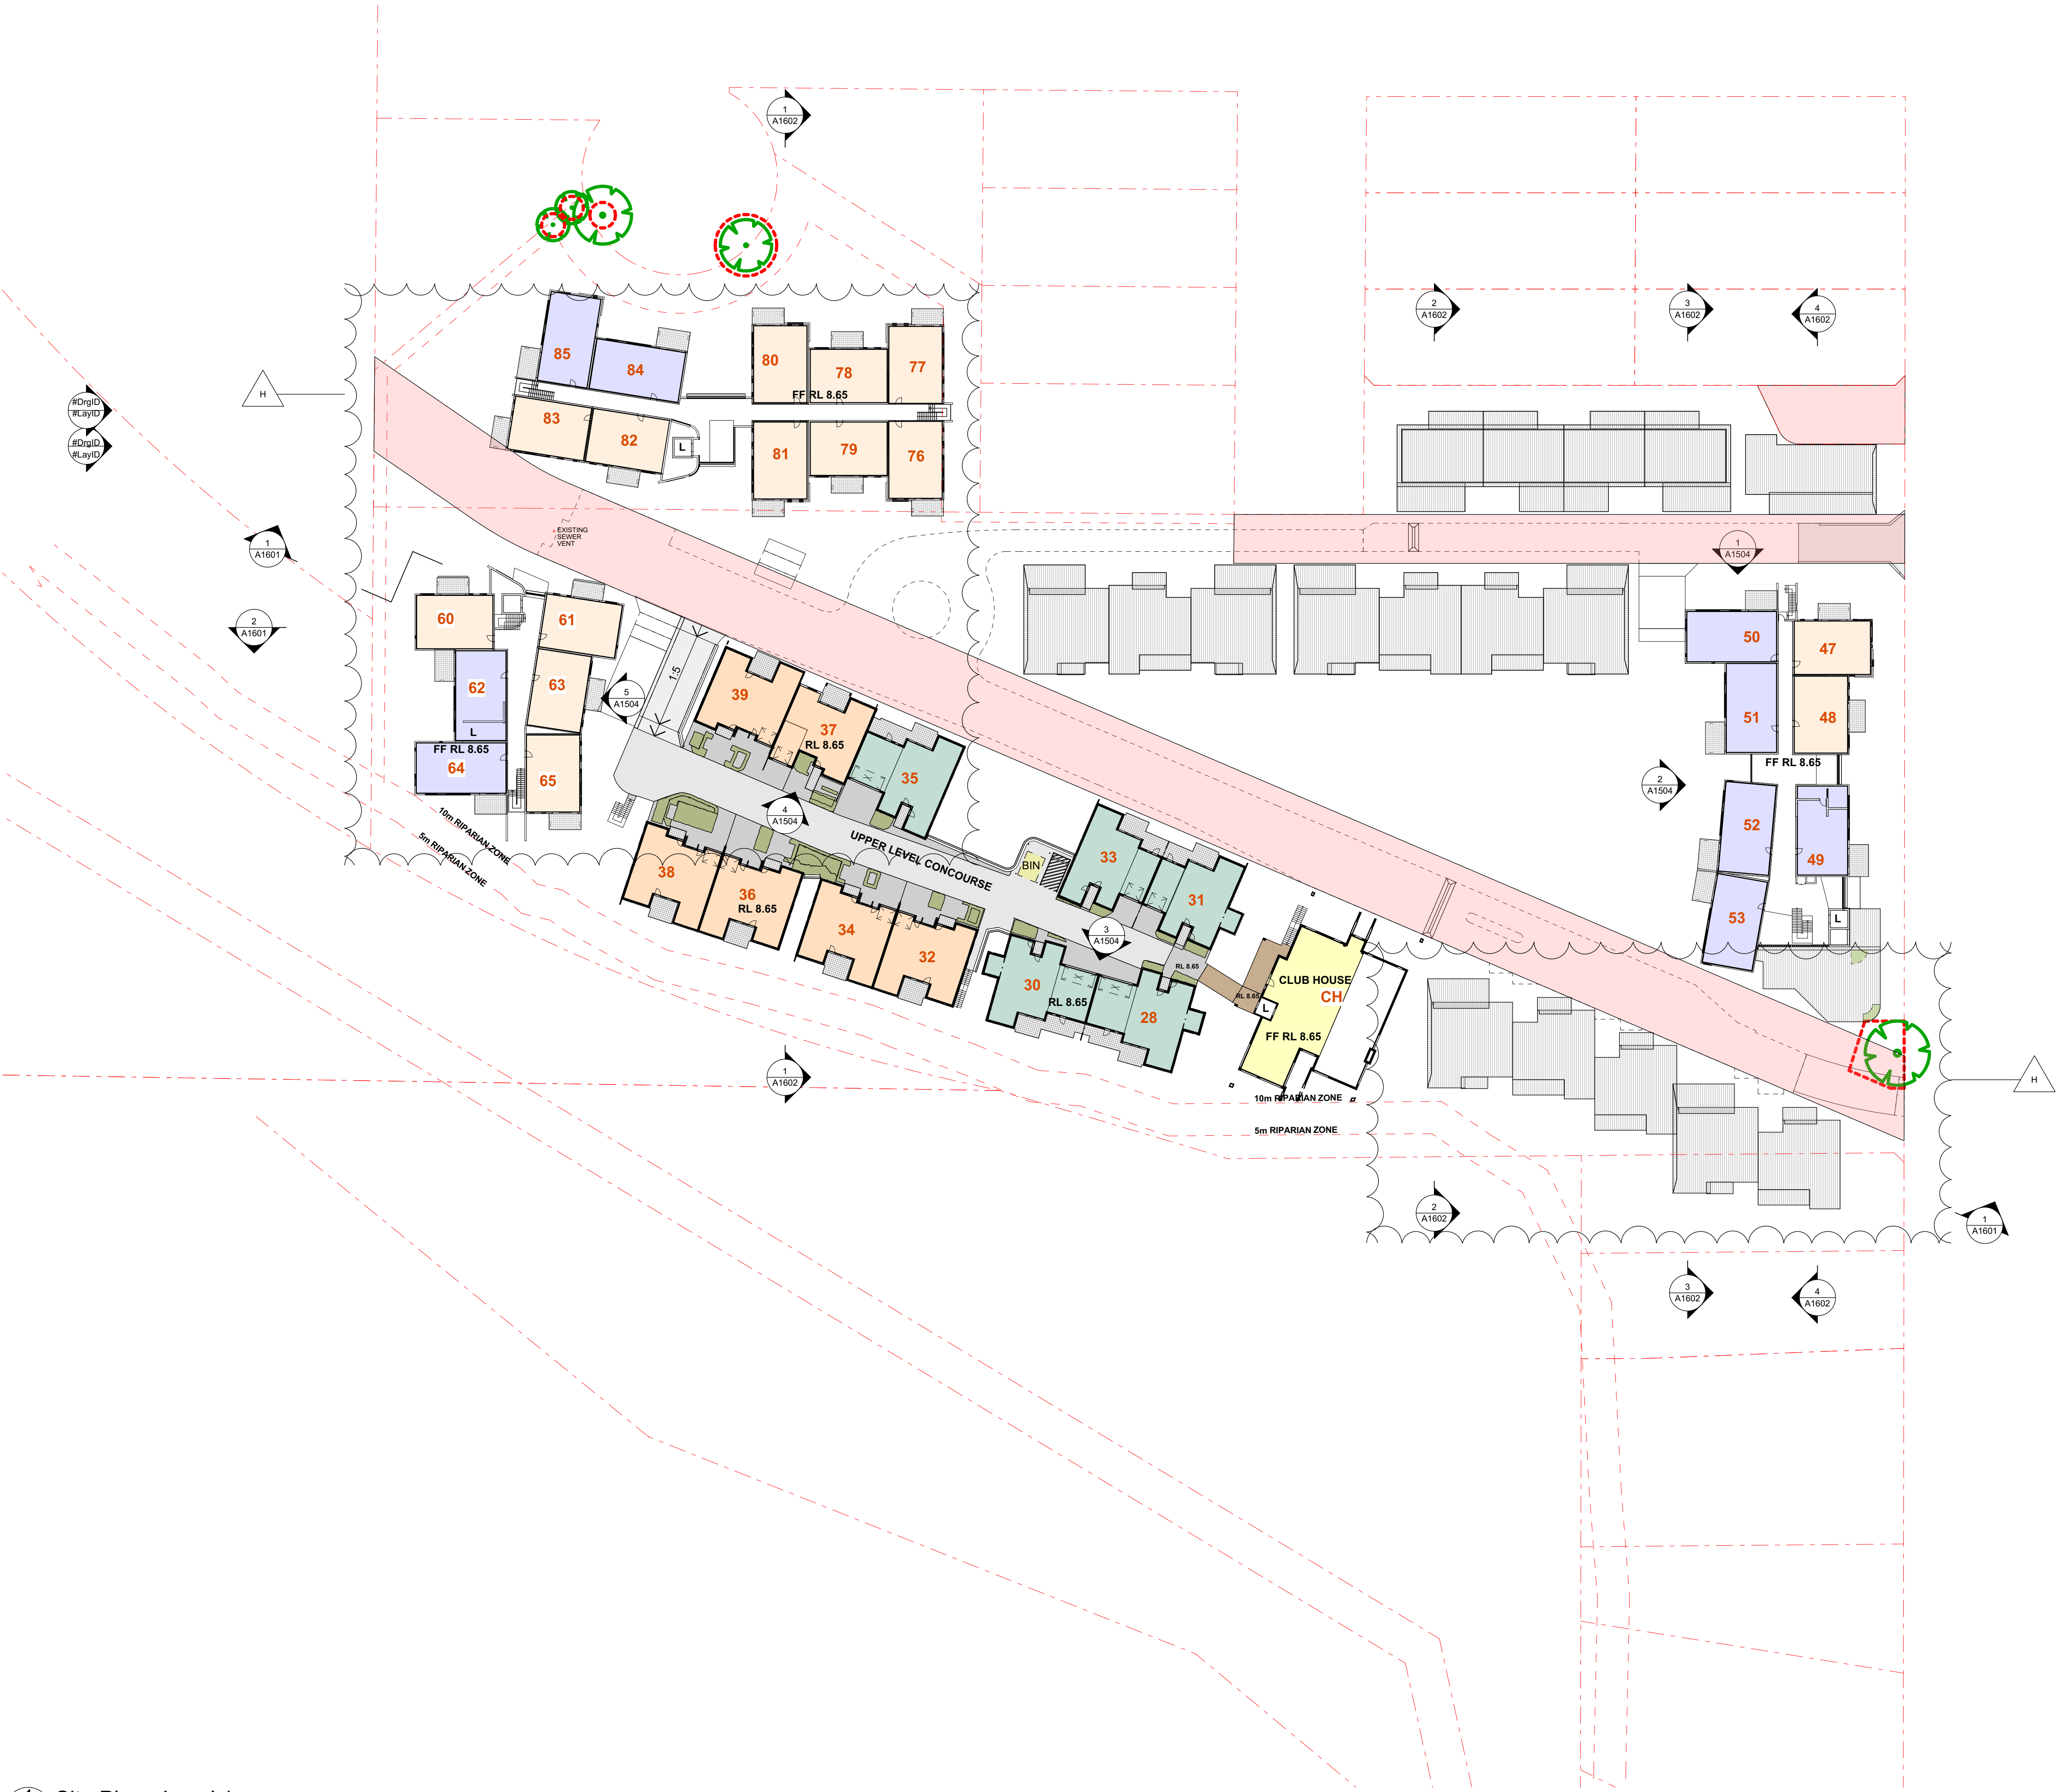 1
A1602
2
A1602
3
A1602
4
A1602
85
84
80
78
77
FF RL 8.65
H
#DrgID
#LayID
#DrgID
#LayID
83
82
L
81
79
76
EXISTING
SEWER
VENT
1
A1601
1
A1504
2
A1601
60
61
50
47
62
63
5
A1504
1:5
39
37
RL 8.65
51
48
L
FF RL 8.65
64
65
35
FF RL 8.65
2
A1504
10m RIPARIAN ZONE
5m RIPARIAN ZONE
4
A1504
UPPER LEVEL CONCOURSE
BIN
33
52
49
38
36
RL 8.65
34
32
31
53
L
3
A1504
RL 8.65
30
RL 8.65
28
RL 8.65
CLUB HOUSE
CH
L
FF RL 8.65
1
A1602
H
10m RIPARIAN ZONE
5m RIPARIAN ZONE
2
A1602
1
A1601
3
A1602
4
A1602